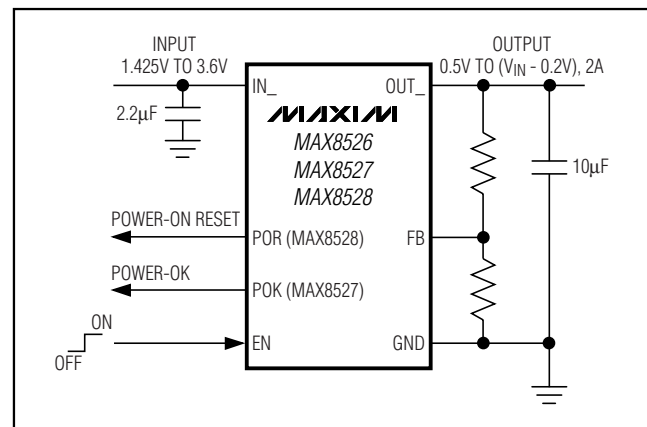 INPUT
1.425V TO 3.6V
OUTPUT
0.5V TO (VIN - 0.2V), 2A
IN_
OUT_
2.2µF
MAXIM
MAX8526
MAX8527
MAX8528
10µF
POWER-ON RESET
POR (MAX8528)
FB
POWER-OK
POK (MAX8527)
ON
OFF
EN
GND